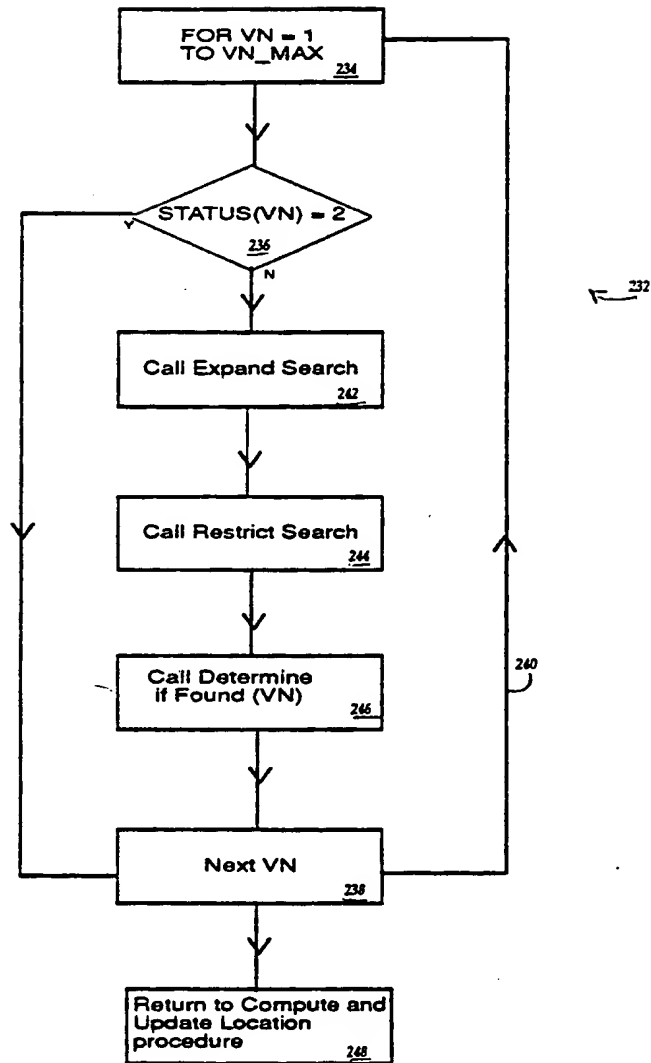 FOR VN = 1
TO VN_MAX
234
STATUS(VN) = 2
Y
236
N
232
Call Expand Search
242
Call Restrict Search
244
Call Determine
if Found (VN)
246
240
Next VN
238
Return to Compute and
Update Location
procedure
248